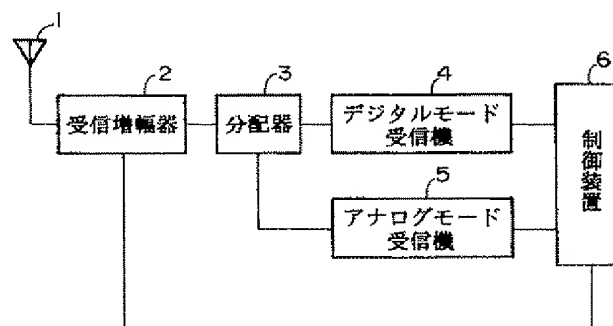 1
2
3
4
6
受信増幅器
分配器
デジタルモード
受信機
制御装置
5
アナログモード
受信機